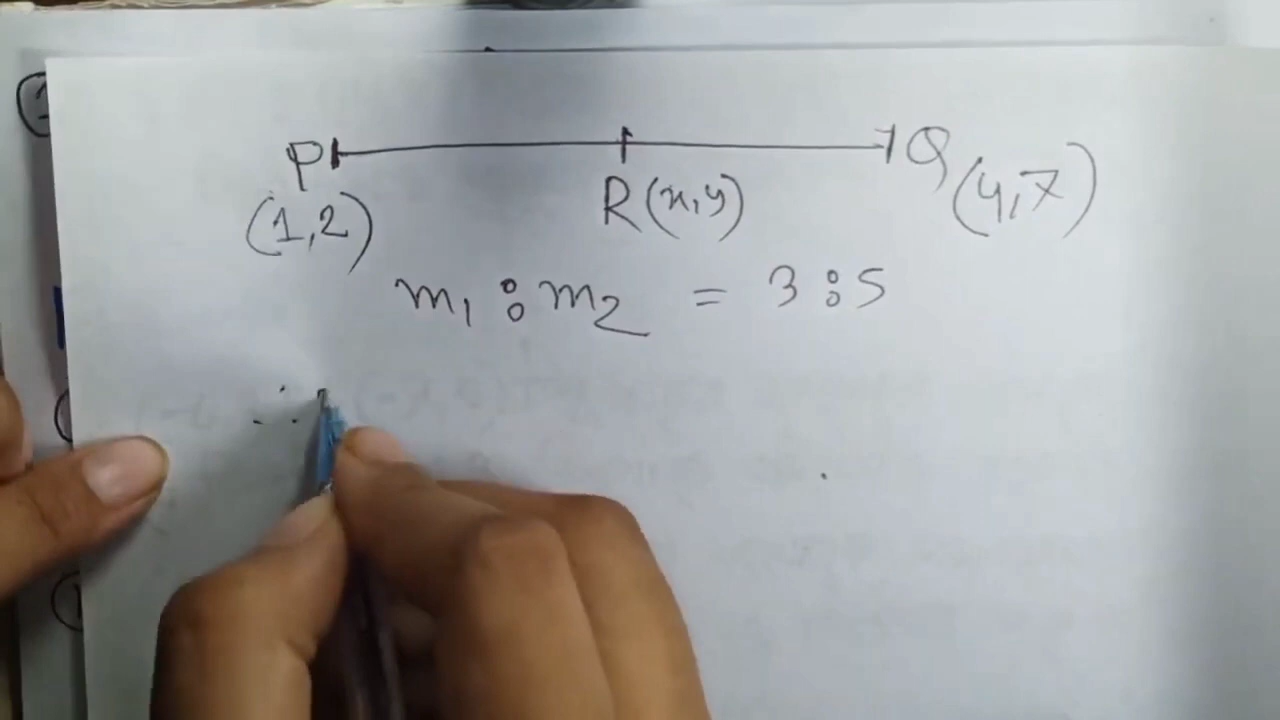 P Q
(1,2) R(x,y) (4,7)
m₁ : m₂ = 3 : 5
∴